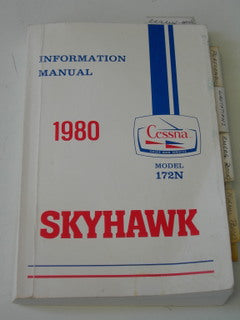 INFORMATION
MANUAL
1980
Cessna
MODEL
172N
SKYHAWK